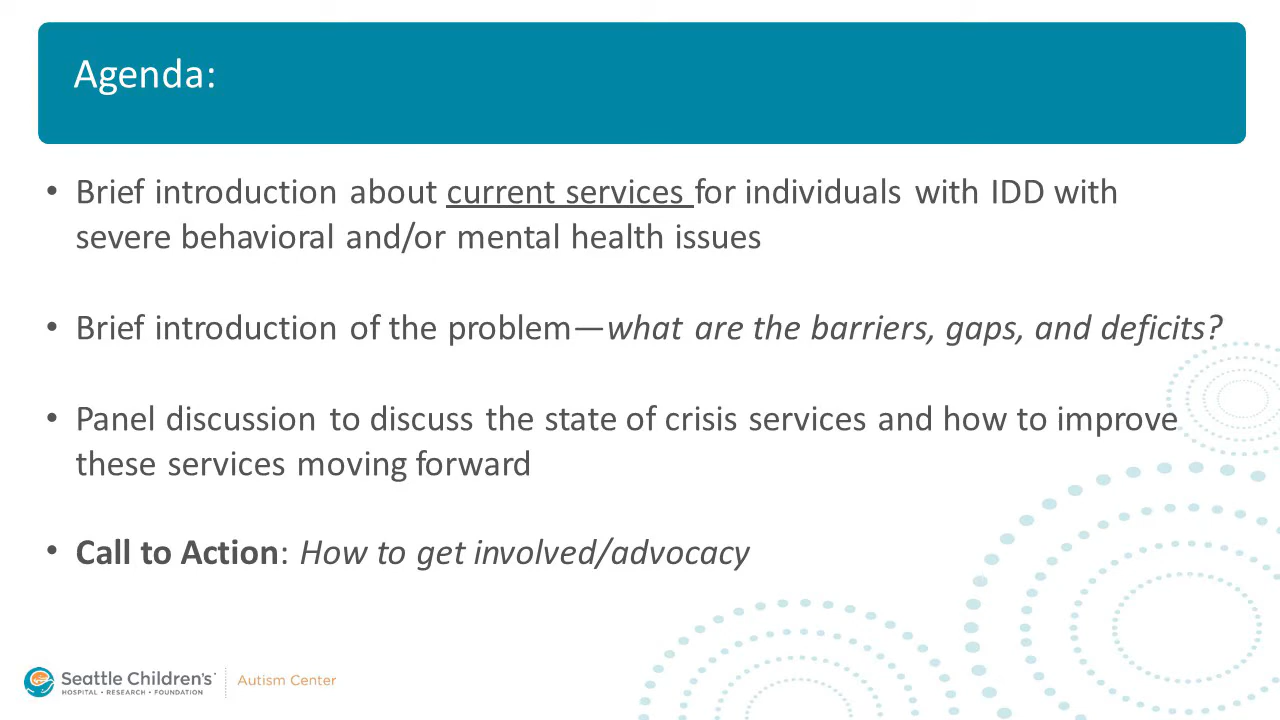 Agenda:
• Brief introduction about current services for individuals with IDD with
severe behavioral and/or mental health issues
• Brief introduction of the problem—what are the barriers, gaps, and deficits?
• Panel discussion to discuss the state of crisis services and how to improve
these services moving forward
• Call to Action: How to get involved/advocacy
Seattle Children's
HOSPITAL • RESEARCH • FOUNDATION
Autism Center